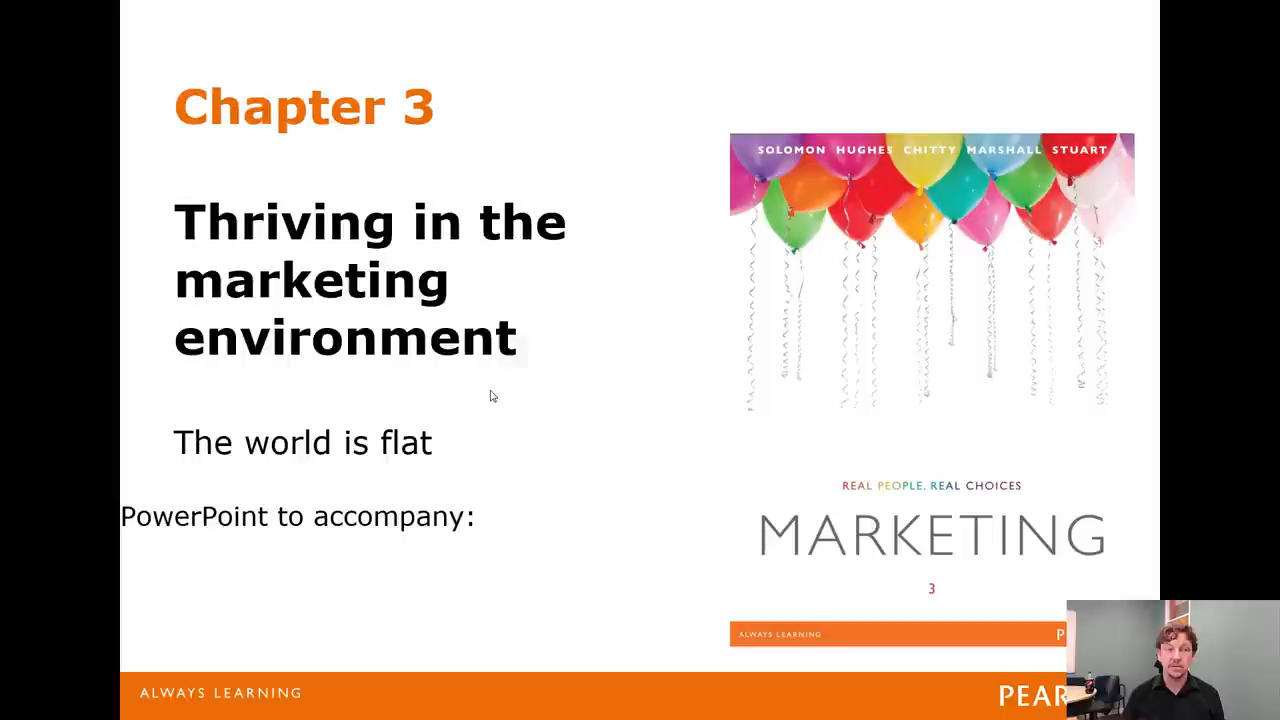 Chapter 3
Thriving in the
marketing
environment
The world is flat
PowerPoint to accompany:
SOLOMON HUGHES CHITTY MARSHALL STUART
REAL PEOPLE, REAL CHOICES
MARKETING
3
ALWAYS LEARNING
P
ALWAYS LEARNING
PEAR